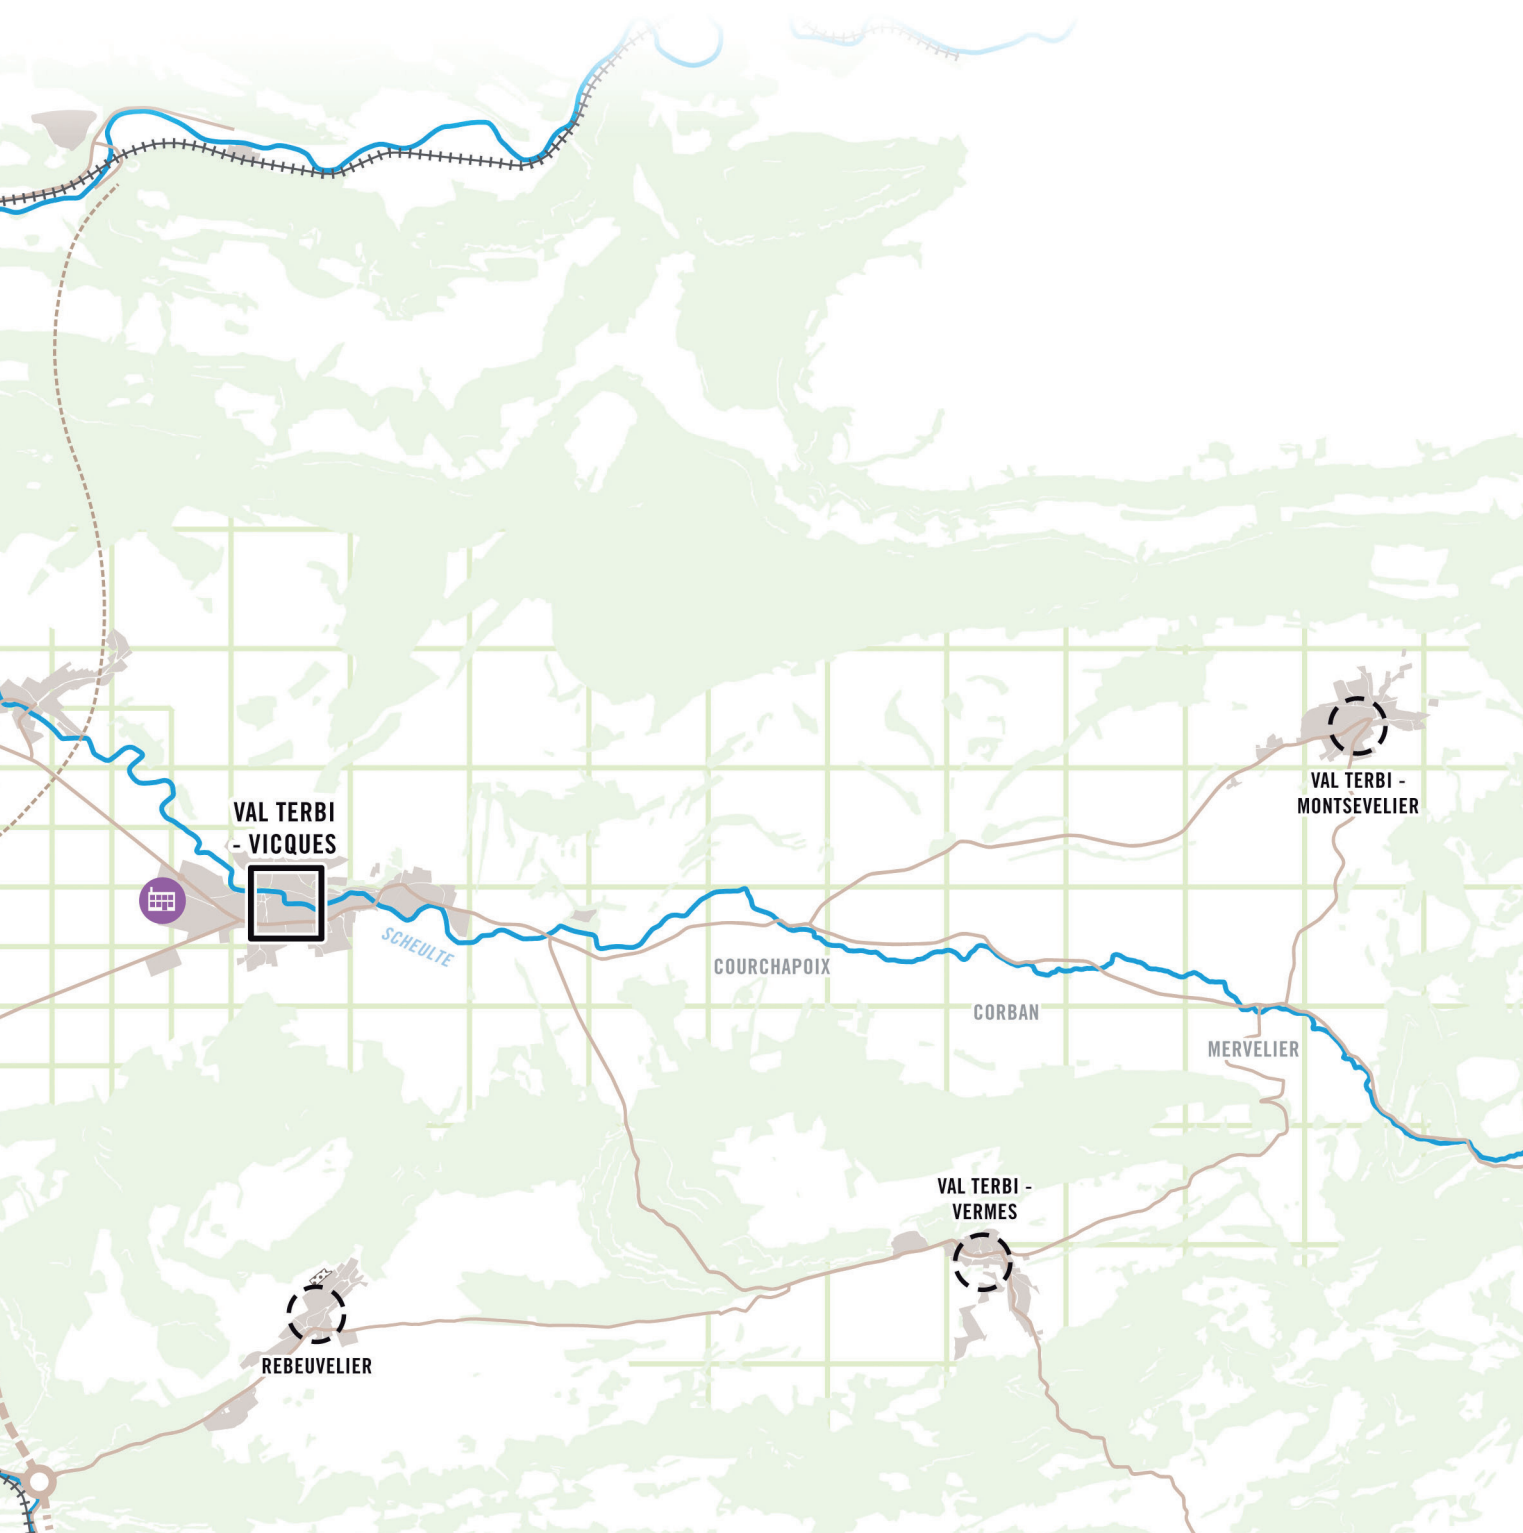 VAL TERBI -
MONTSEVELIER
VAL TERBI
- VICQUES
SCHEULTE
COURCHAPOIX
CORBAN
MERVELIER
VAL TERBI -
VERMES
REBEUVELIER